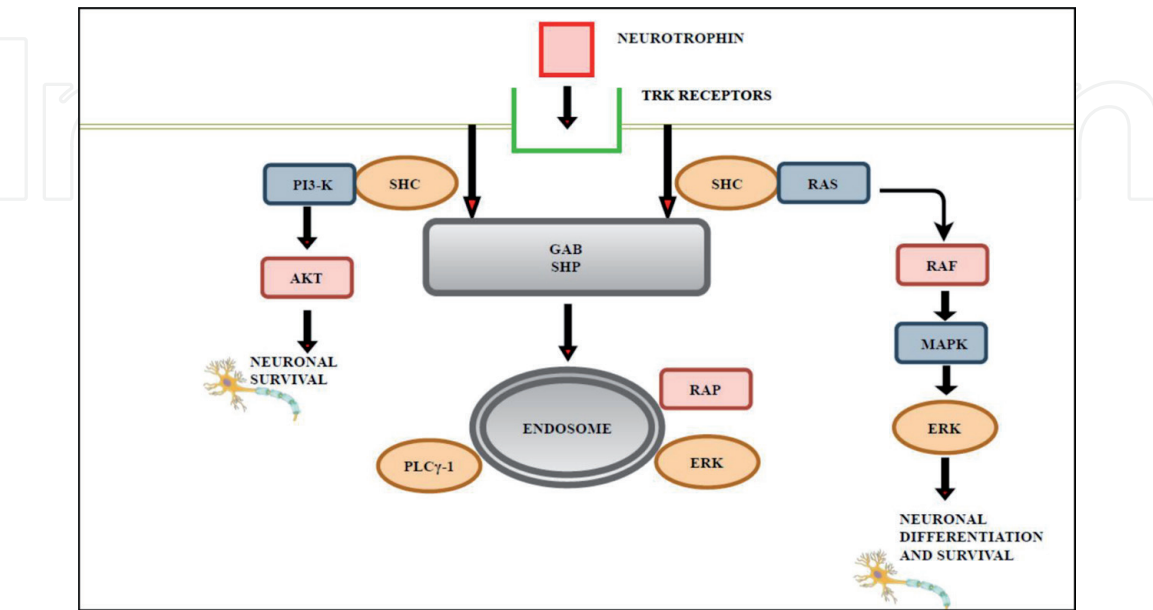 NEUROTROPHIN
TRK RECEPTORS
PI3-K
SHC
SHC
RAS
GAB
SHP
RAF
AKT
MAPK
NEURONAL
SURVIVAL
RAP
ENDOSOME
ERK
PLCγ-1
ERK
NEURONAL
DIFFERENTIATION
AND SURVIVAL